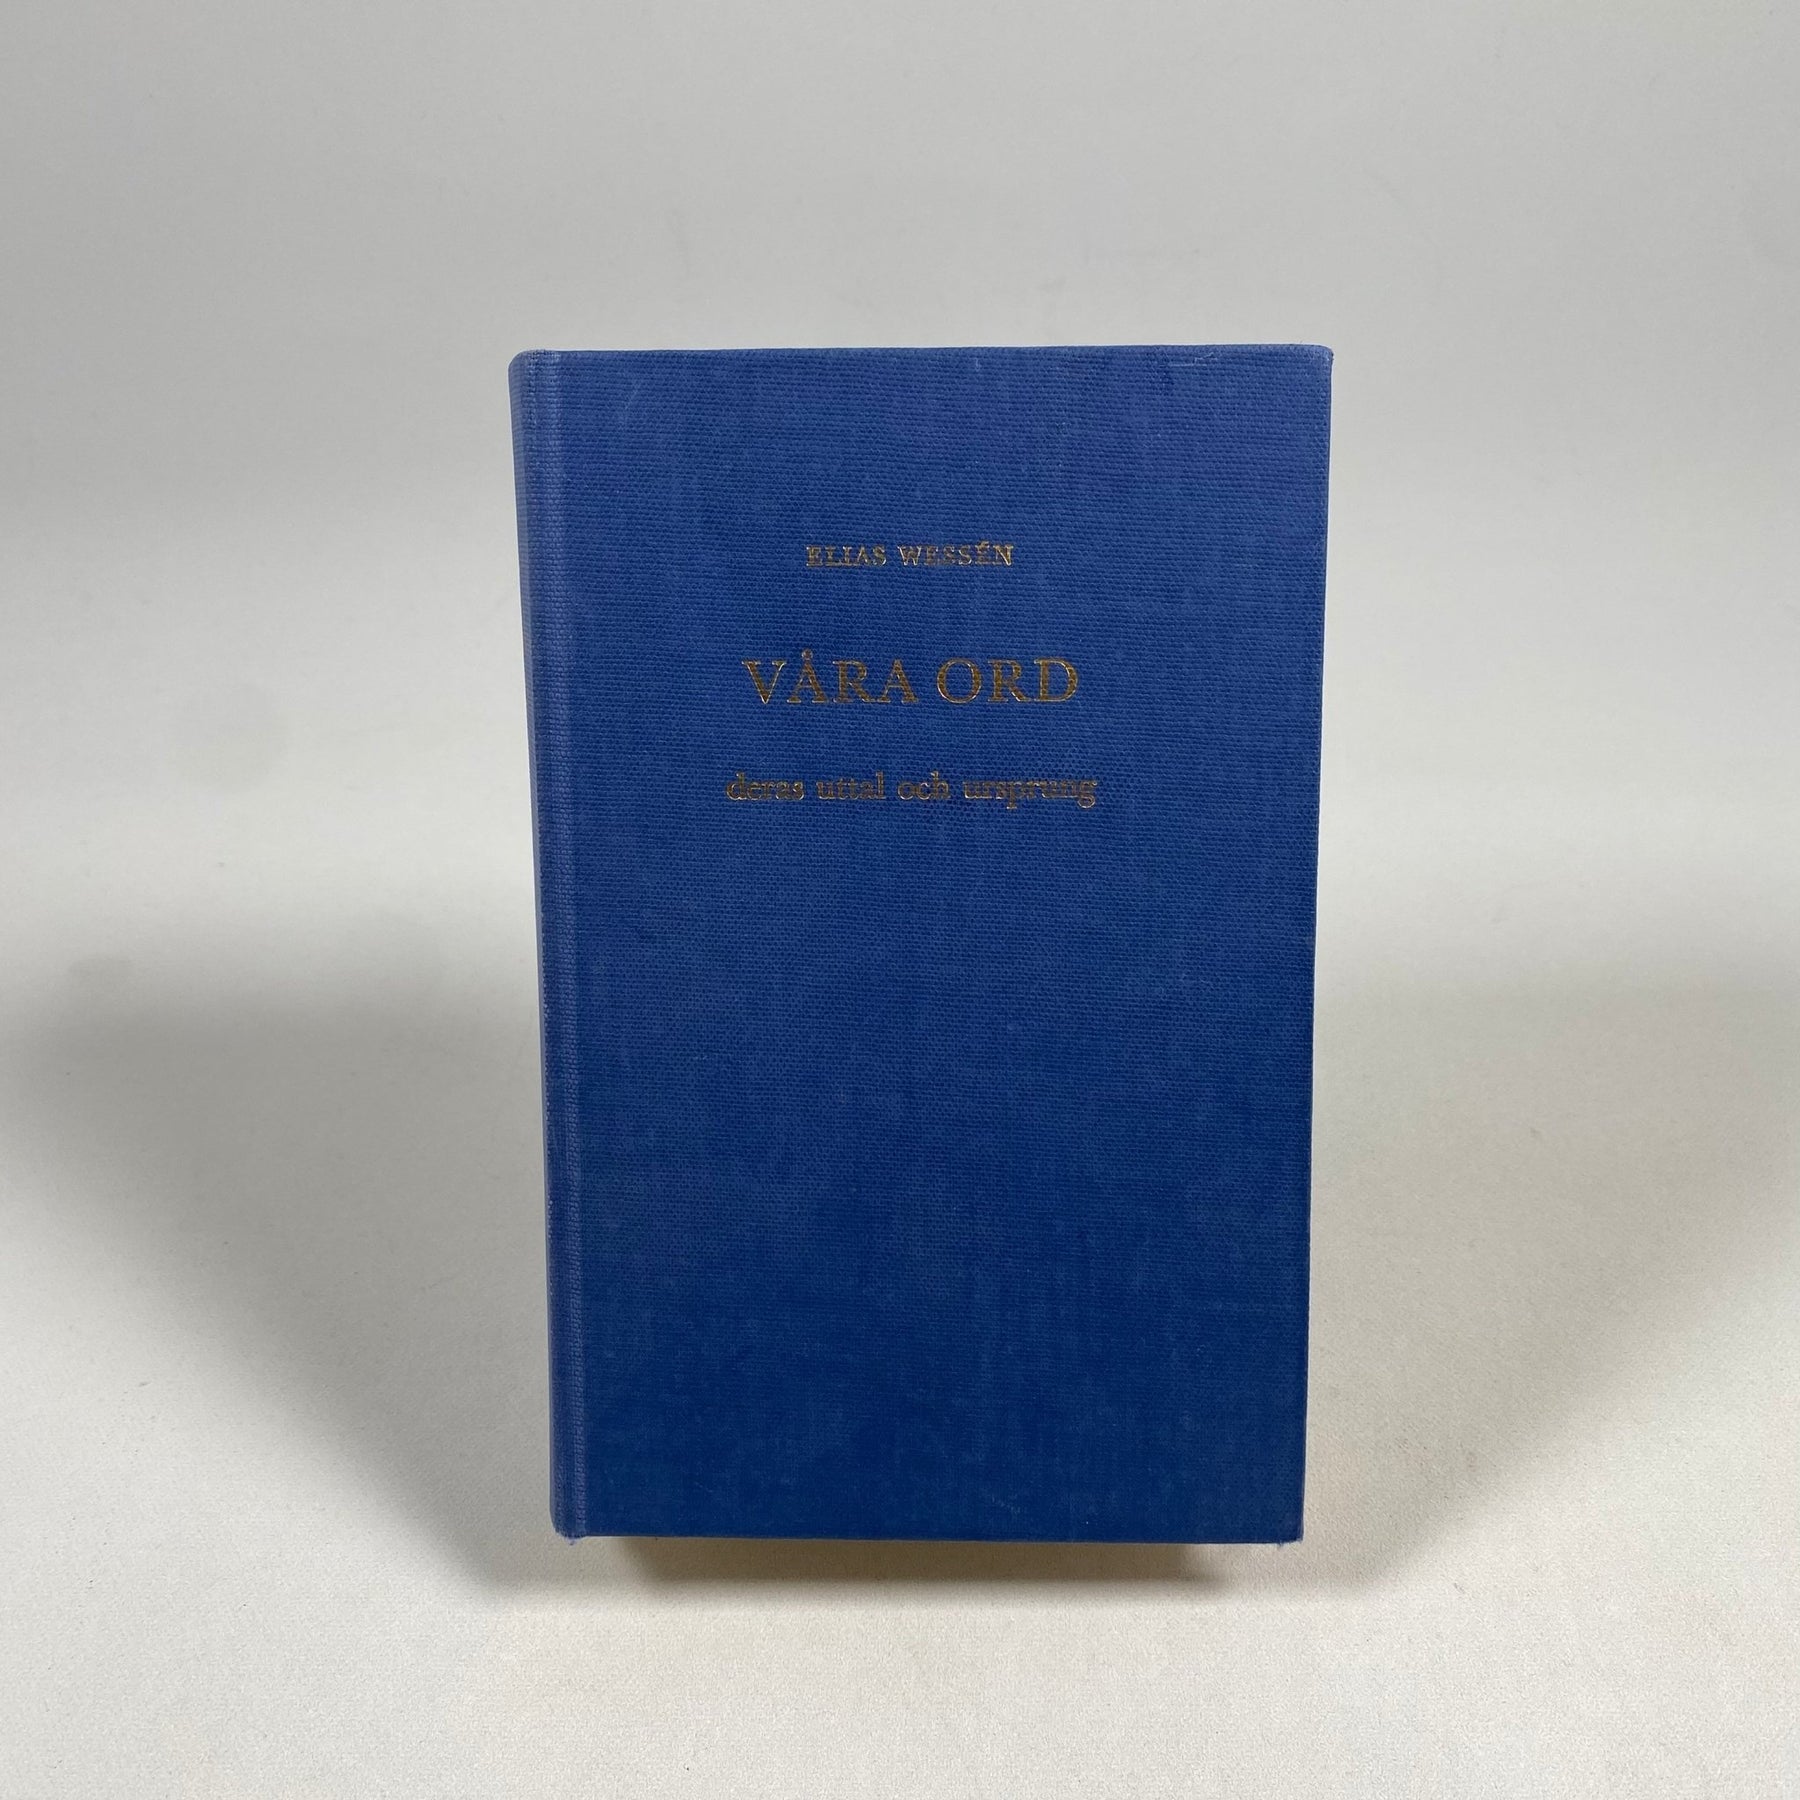 ELIAS WESSÉN
VÅRA ORD
deras uttal och ursprung